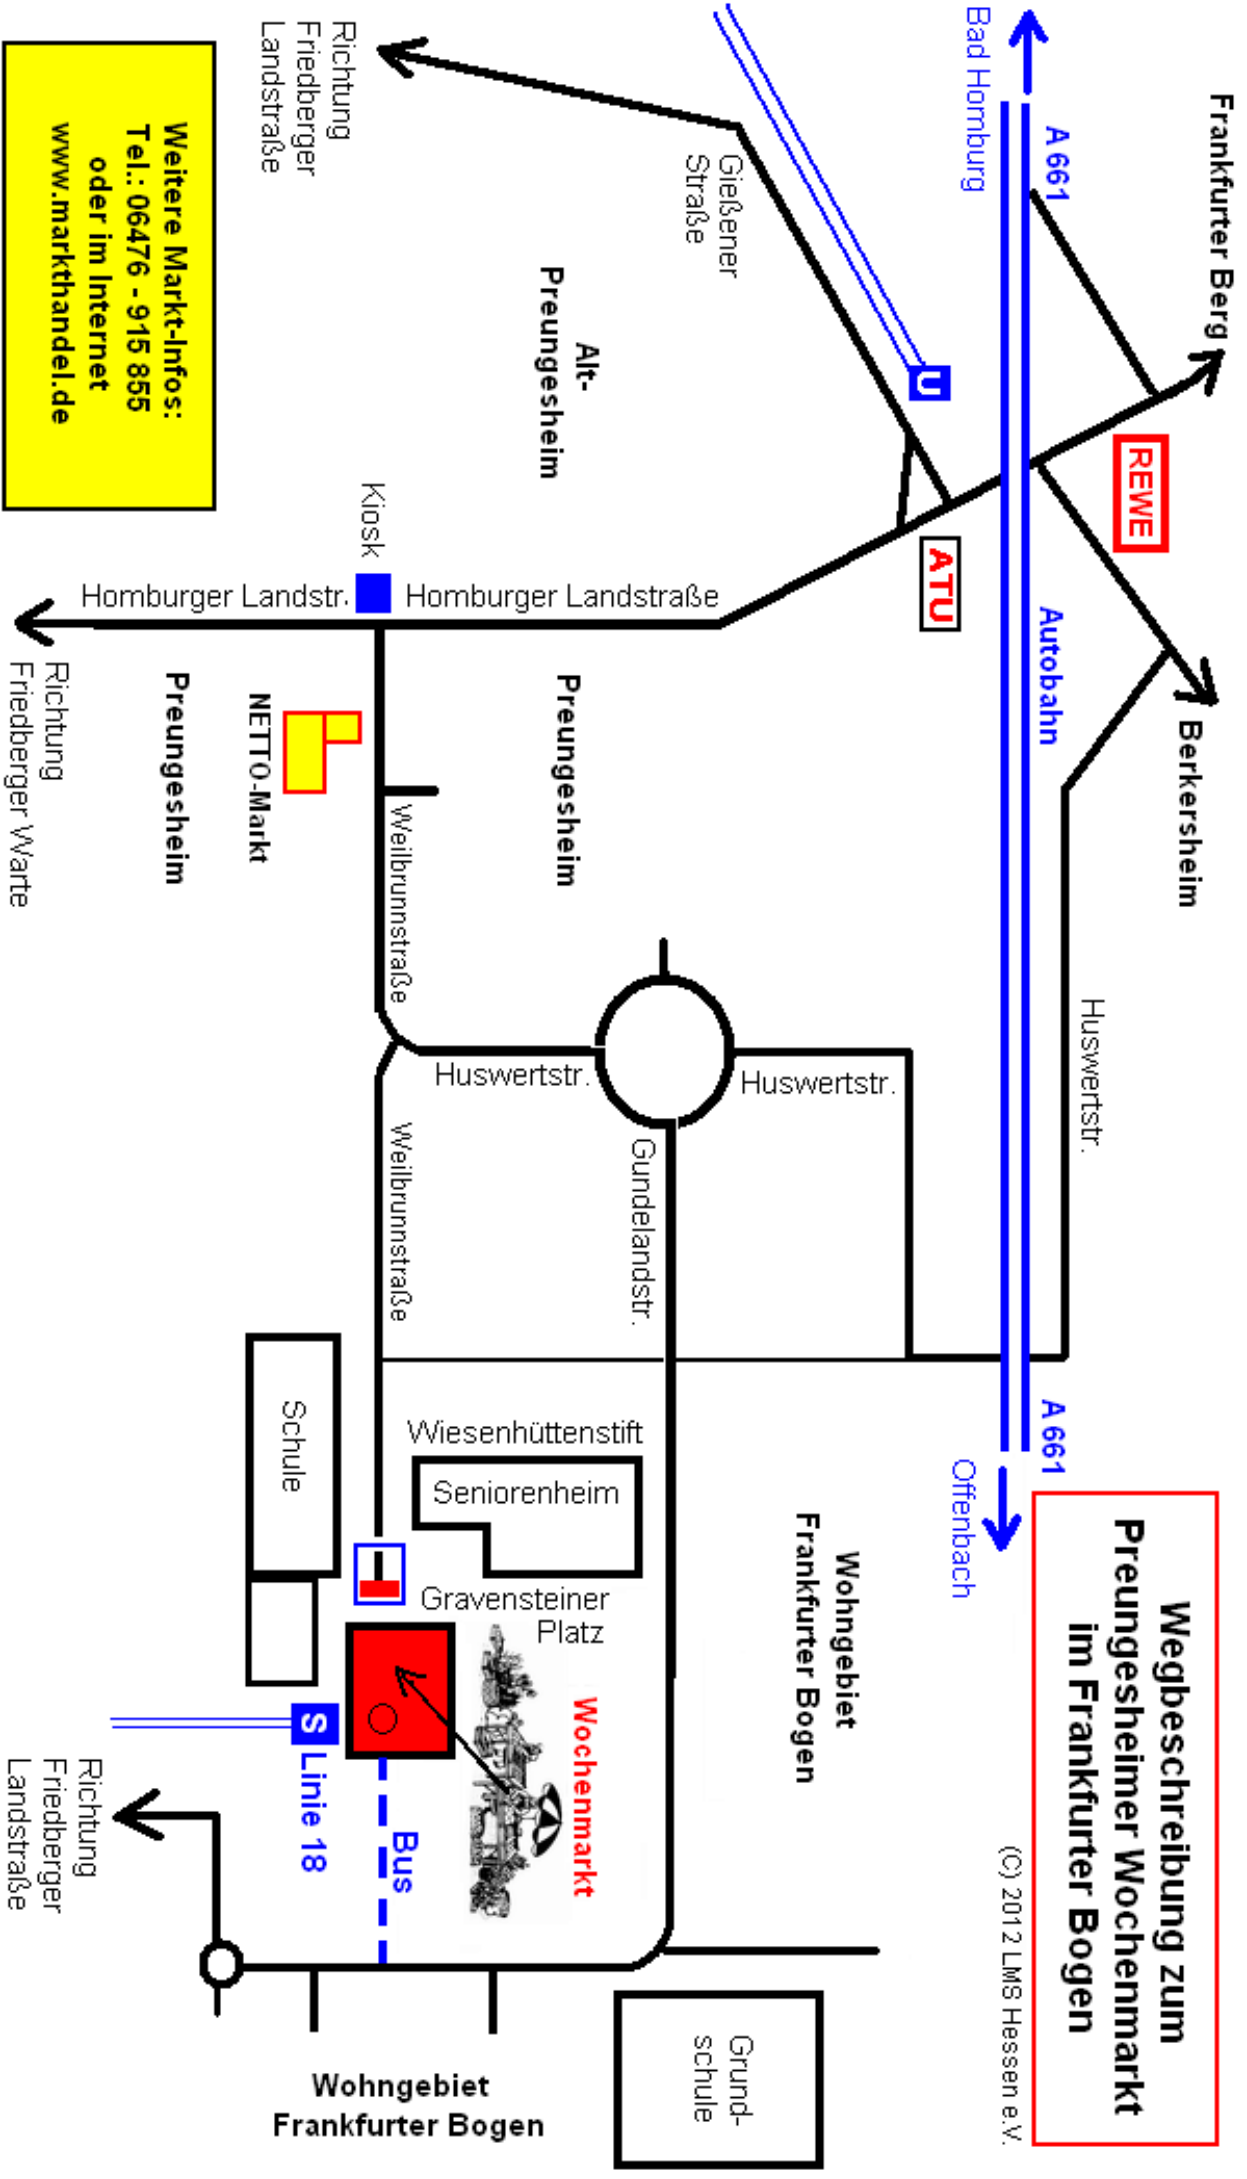 Wegbeschreibung zum
Preungesheimer Wochenmarkt
im Frankfurter Bogen
(C) 2012 LMS Hessen e.V.
Frankfurter Berg
A 661
Bad Homburg
REWE
Berkersheim
Autobahn
Huswertstr.
A 661
Offenbach
U
ATU
Gießener
Straße
Richtung
Friedberger
Landstraße
Alt-
Preungesheim
Kiosk
Homburger Landstr.
Homburger Landstraße
Preungesheim
Preungesheim
NETTO-Markt
Richtung
Friedberger Warte
Weilbrunnstraße
Huswertstr.
Huswertstr.
Gundelandstr.
Weilbrunnstraße
Schule
Wiesenhüttenstift
Seniorenheim
Wohngebiet
Frankfurter Bogen
Gravensteiner
Platz
Wochenmarkt
S Linie 18
Bus
Richtung
Friedberger
Landstraße
Grund-
schule
Wohngebiet
Frankfurter Bogen
Weitere Markt-Infos:
Tel.: 06476 - 915 855
oder im Internet
www.markthandel.de